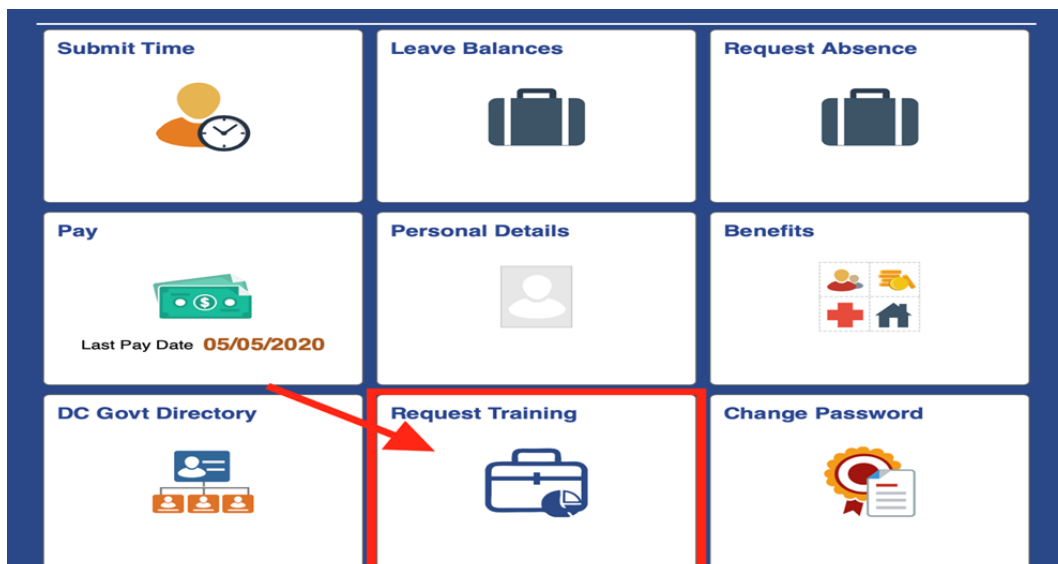 Submit Time
Leave Balances
Request Absence
Pay
Last Pay Date 05/05/2020
Personal Details
Benefits
DC Govt Directory
Request Training
Change Password